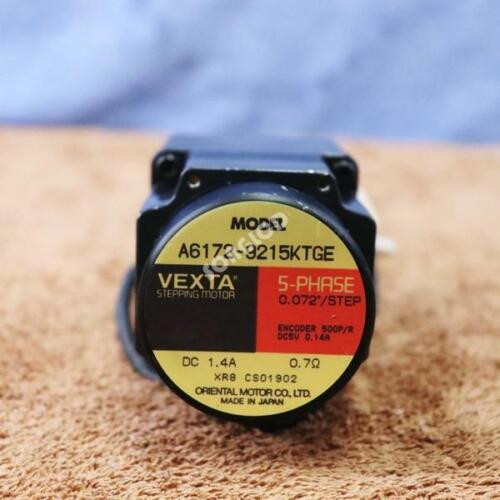 MODEL
A6172-9215KTGE
VEXTA®
STEPPING MOTOR
5-PHASE
0.072°/STEP
ENCODER 500P/R
DC5V 0.14A
DC 1.4A 0.7Ω
XR8 CS01902
ORIENTAL MOTOR CO., LTD.
MADE IN JAPAN